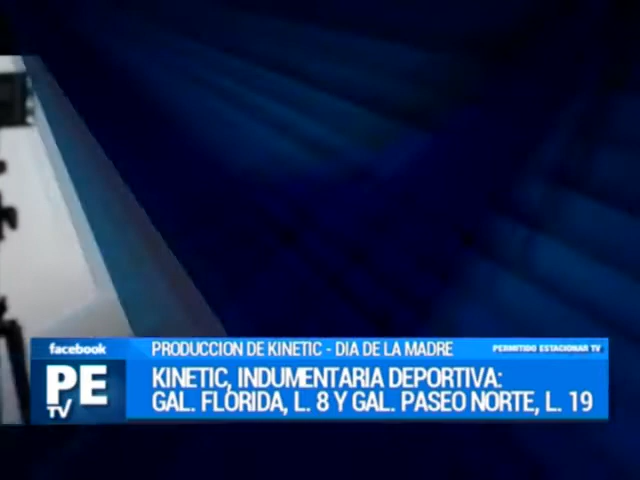 facebook
PRODUCCION DE KINETIC - DIA DE LA MADRE
PERMITIDO ESTACIONAR TV
PE
TV
KINETIC, INDUMENTARIA DEPORTIVA:
GAL. FLORIDA, L. 8 Y GAL. PASEO NORTE, L. 19